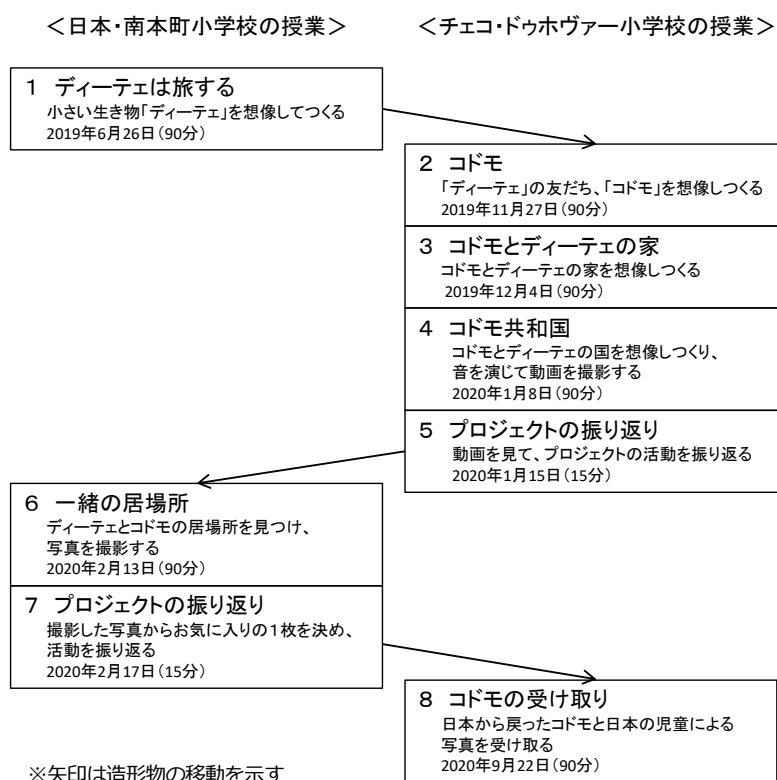 ＜日本・南本町小学校の授業＞
＜チェコ・ドゥホヴァー小学校の授業＞
1 ディーテェは旅する
小さい生き物「ディーテェ」を想像してつくる
2019年6月26日（90分）
2 コドモ
「ディーテェ」の友だち、「コドモ」を想像しつくる
2019年11月27日（90分）
3 コドモとディーテェの家
コドモとディーテェの家を想像しつくる
2019年12月4日（90分）
4 コドモ共和国
コドモとディーテェの国を想像しつくり、
音を演じて動画を撮影する
2020年1月8日（90分）
5 プロジェクトの振り返り
動画を見て、プロジェクトの活動を振り返る
2020年1月15日（15分）
6 一緒の居場所
ディーテェとコドモの居場所を見つけ、
写真を撮影する
2020年2月13日（90分）
7 プロジェクトの振り返り
撮影した写真からお気に入りの１枚を決め、
活動を振り返る
2020年2月17日（15分）
8 コドモの受け取り
日本から戻ったコドモと日本の児童による
写真を受け取る
2020年9月22日（90分）
※矢印は造形物の移動を示す